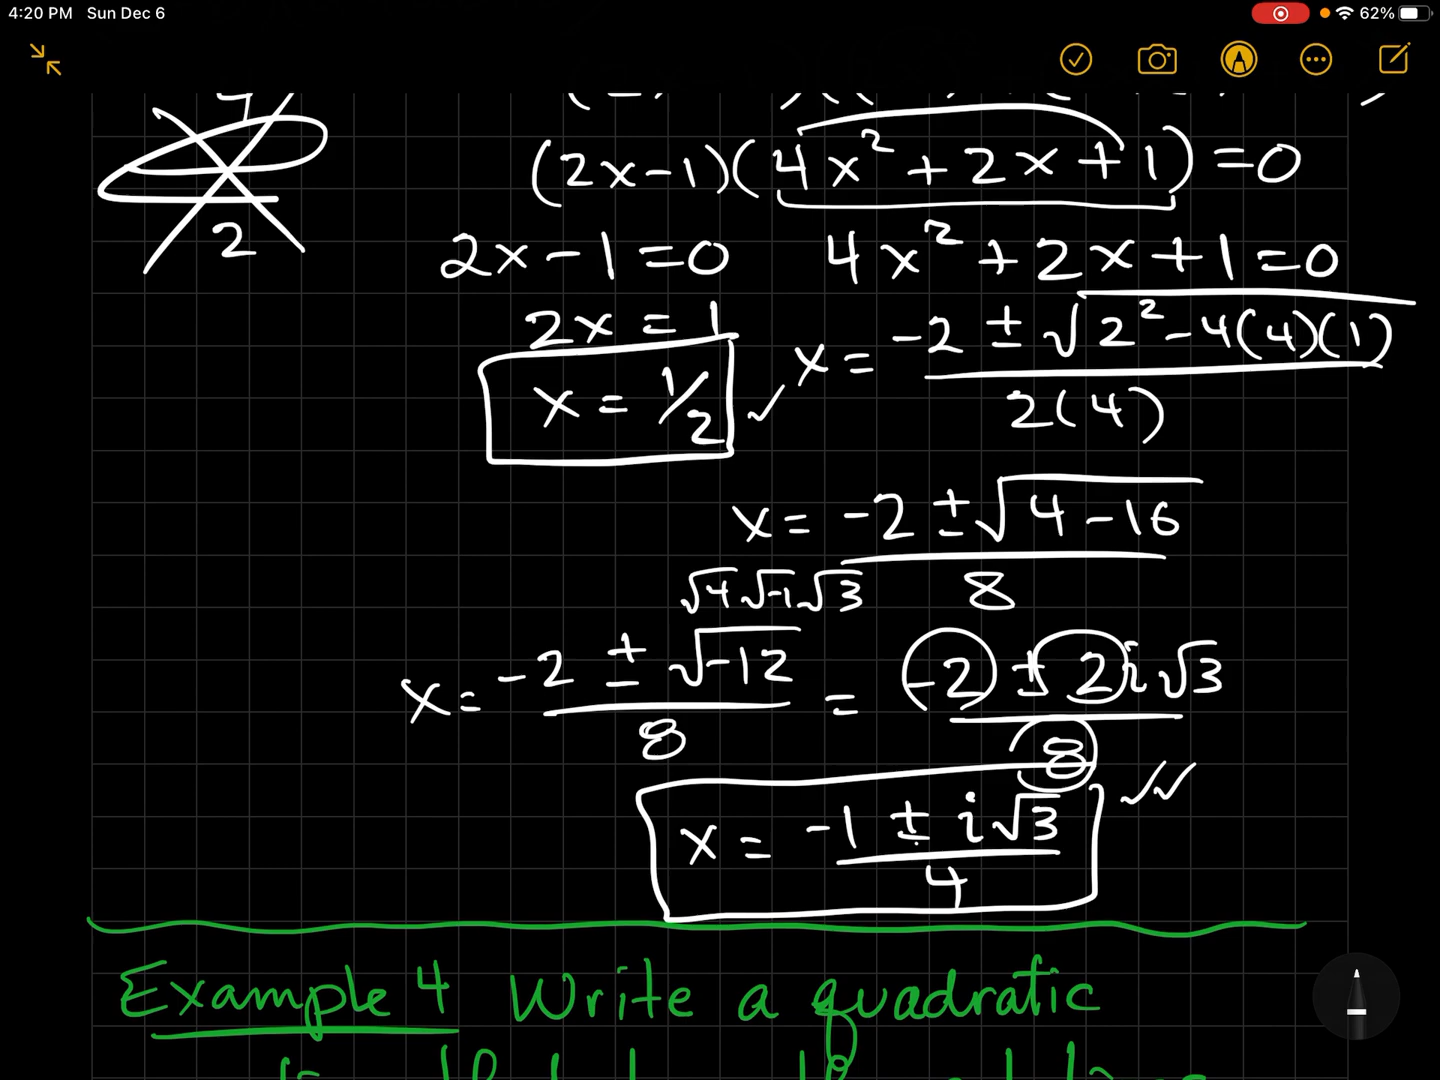 4:20 PM Sun Dec 6
62%
4
2
(2x-1)(4x² + 2x + 1) = 0
2x - 1 = 0
4x² + 2x + 1 = 0
2x = 1
x = 1/2 ✓
x = (-2 ± √(2² - 4(4)(1))) / 2(4)
x = (-2 ± √(4 - 16)) / 8
√4 √-1 √3
x = (-2 ± √-12) / 8 = (-2 ± 2i√3) / 8
x = (-1 ± i√3) / 4 ✓✓
Example 4 Write a quadratic